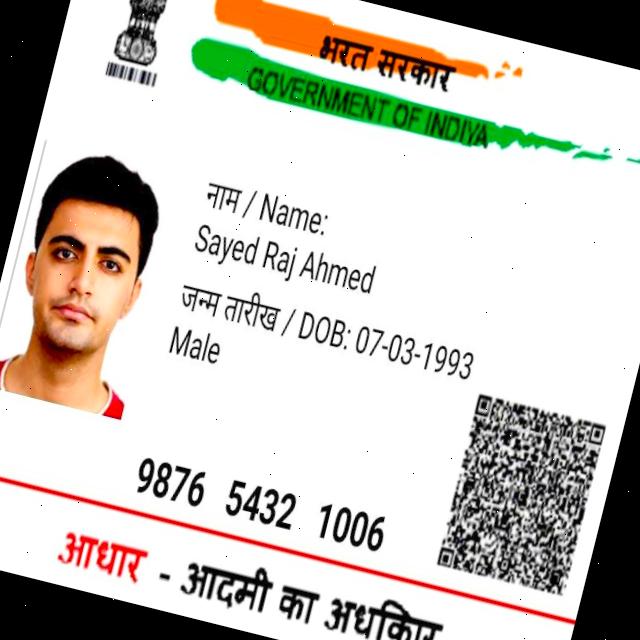 भरत सरकार
GOVERNMENT OF INDIYA
नाम / Name:
Sayed Raj Ahmed
जन्म तारीख / DOB: 07-03-1993
Male
9876 5432 1006
आधार - आदमी का अधकिार